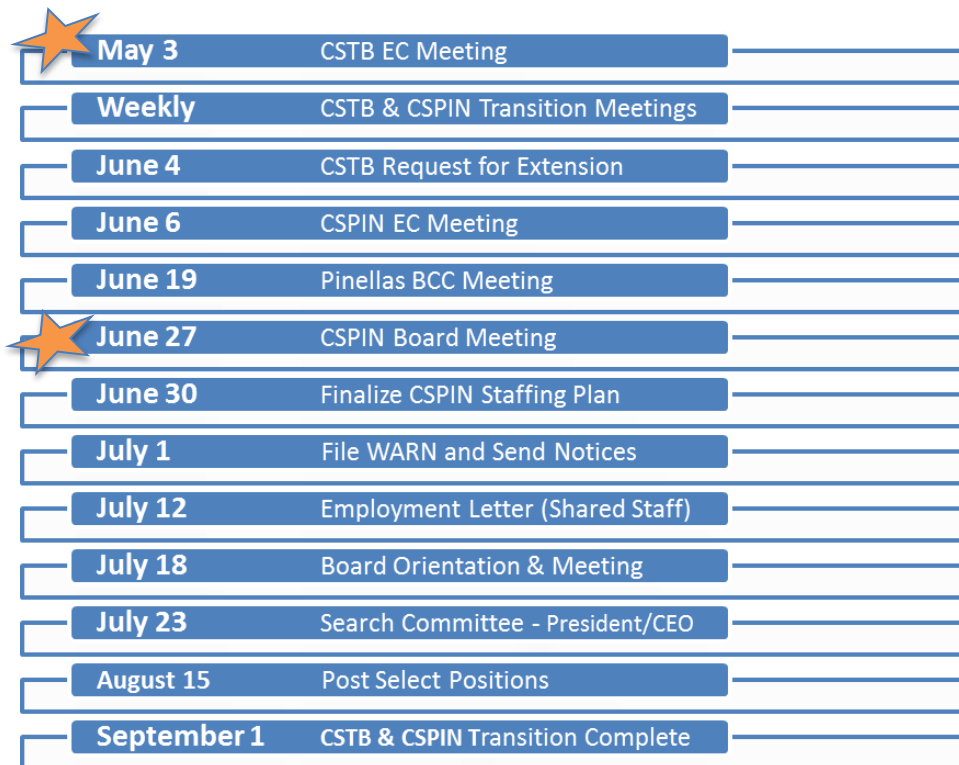 May 3 CSTB EC Meeting
Weekly CSTB & CSPIN Transition Meetings
June 4 CSTB Request for Extension
June 6 CSPIN EC Meeting
June 19 Pinellas BCC Meeting
June 27 CSPIN Board Meeting
June 30 Finalize CSPIN Staffing Plan
July 1 File WARN and Send Notices
July 12 Employment Letter (Shared Staff)
July 18 Board Orientation & Meeting
July 23 Search Committee - President/CEO
August 15 Post Select Positions
September 1 CSTB & CSPIN Transition Complete